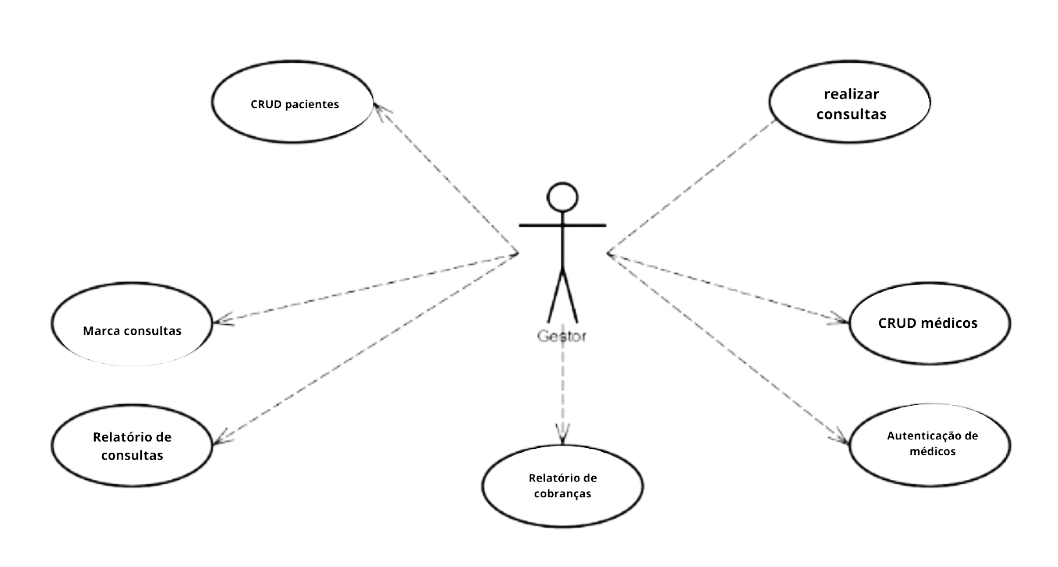 CRUD pacientes
realizar
consultas
Gestor
Marca consultas
CRUD médicos
Relatório de
consultas
Autenticação de
médicos
Relatório de
cobranças